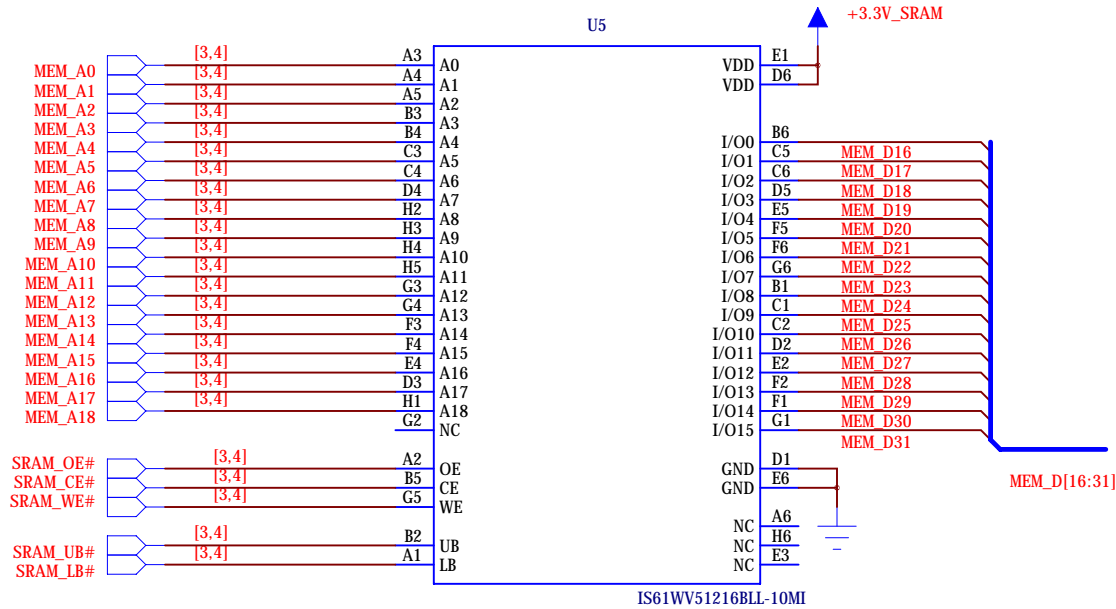 U5
+3.3V_SRAM
MEM_A0 [3,4] A3 A0
MEM_A1 [3,4] A4 A1
MEM_A2 [3,4] A5 A2
MEM_A3 [3,4] B3 A3
MEM_A4 [3,4] B4 A4
MEM_A5 [3,4] C3 A5
MEM_A6 [3,4] C4 A6
MEM_A7 [3,4] D4 A7
MEM_A8 [3,4] H2 A8
MEM_A9 [3,4] H3 A9
MEM_A10 [3,4] H4 A10
MEM_A11 [3,4] H5 A11
MEM_A12 [3,4] G3 A12
MEM_A13 [3,4] G4 A13
MEM_A14 [3,4] F3 A14
MEM_A15 [3,4] F4 A15
MEM_A16 [3,4] E4 A16
MEM_A17 [3,4] D3 A17
MEM_A18 [3,4] H1 A18
G2 NC
SRAM_OE# [3,4] A2 OE
SRAM_CE# [3,4] B5 CE
SRAM_WE# [3,4] G5 WE
SRAM_UB# [3,4] B2 UB
SRAM_LB# [3,4] A1 LB
VDD E1
VDD D6
I/O0 B6 MEM_D16
I/O1 C5 MEM_D17
I/O2 C6 MEM_D18
I/O3 D5 MEM_D19
I/O4 E5 MEM_D20
I/O5 F5 MEM_D21
I/O6 F6 MEM_D22
I/O7 G6 MEM_D23
I/O8 B1 MEM_D24
I/O9 C1 MEM_D25
I/O10 C2 MEM_D26
I/O11 D2 MEM_D27
I/O12 E2 MEM_D28
I/O13 F2 MEM_D29
I/O14 F1 MEM_D30
I/O15 G1 MEM_D31
GND D1
GND E6
MEM_D[16:31]
NC A6
NC H6
NC E3
IS61WV51216BLL-10MI